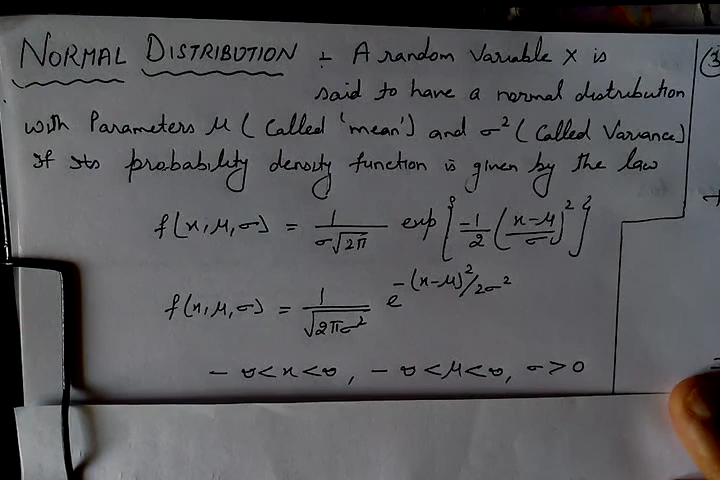 NORMAL DISTRIBUTION :- A random Variable X is
said to have a normal distribution
with Parameters μ (Called 'mean') and σ² (Called Variance)
If its probability density function is given by the law
f(x,μ,σ) = 1/(σ√2π) exp{-1/2 ((x-μ)/σ)²}
f(x,μ,σ) = 1/√(2πσ²) e^-(x-μ)²/2σ²
-∞<x<∞, -∞<μ<∞, σ>0
(3